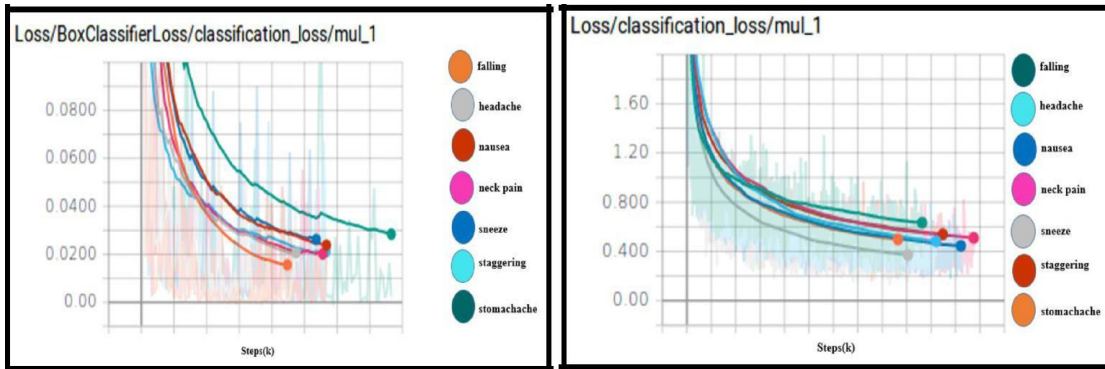 Loss/BoxClassifierLoss/classification_loss/mul_1
0.0800
0.0600
0.0400
0.0200
0.00
Steps(k)
falling
headache
nausea
neck pain
sneeze
staggering
stomachache
Loss/classification_loss/mul_1
1.60
1.20
0.800
0.400
0.00
Steps(k)
falling
headache
nausea
neck pain
sneeze
staggering
stomachache